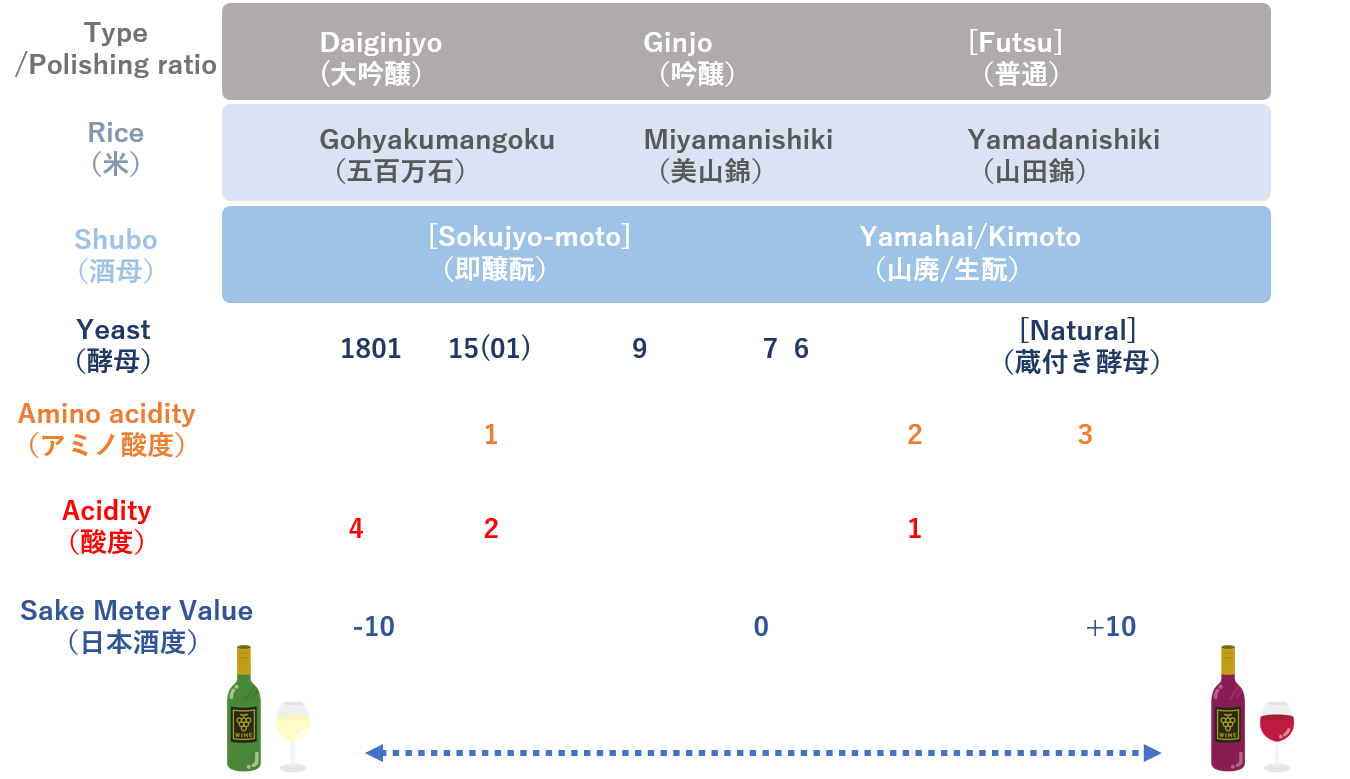 Type
/Polishing ratio
Daiginjyo
(大吟醸)
Ginjo
(吟醸)
[Futsu]
(普通)
Rice
(米)
Gohyakumangoku
(五百万石)
Miyamanishiki
(美山錦)
Yamadanishiki
(山田錦)
Shubo
(酒母)
[Sokujyo-moto]
(即醸酛)
Yamahai/Kimoto
(山廃/生酛)
Yeast
(酵母)
1801 15(01) 9 7 6
[Natural]
(蔵付き酵母)
Amino acidity
(アミノ酸度)
1 2 3
Acidity
(酸度)
4 2 1
Sake Meter Value
(日本酒度)
-10 0 +10
WINE
WINE